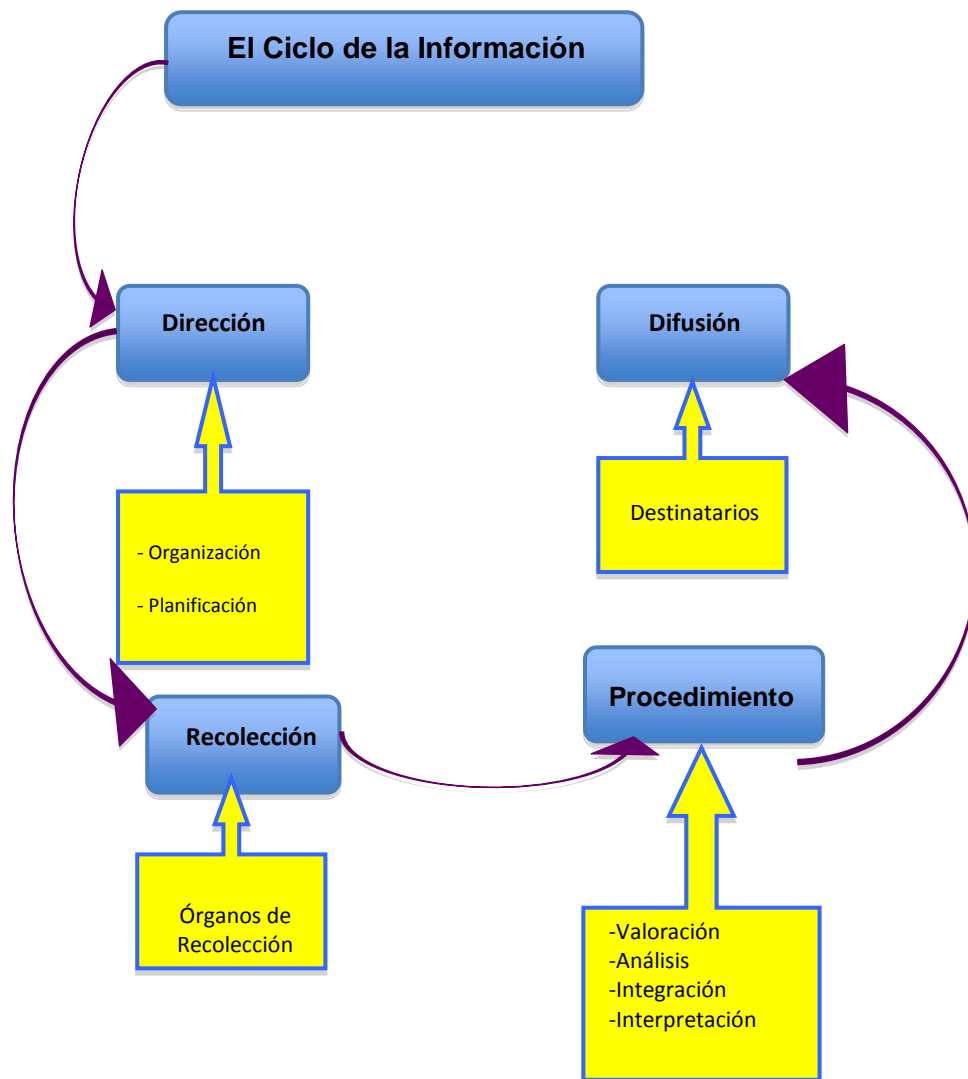 El Ciclo de la Información
Dirección
- Organización
- Planificación
Recolección
Órganos de
Recolección
Procedimiento
-Valoración
-Análisis
-Integración
-Interpretación
Difusión
Destinatarios